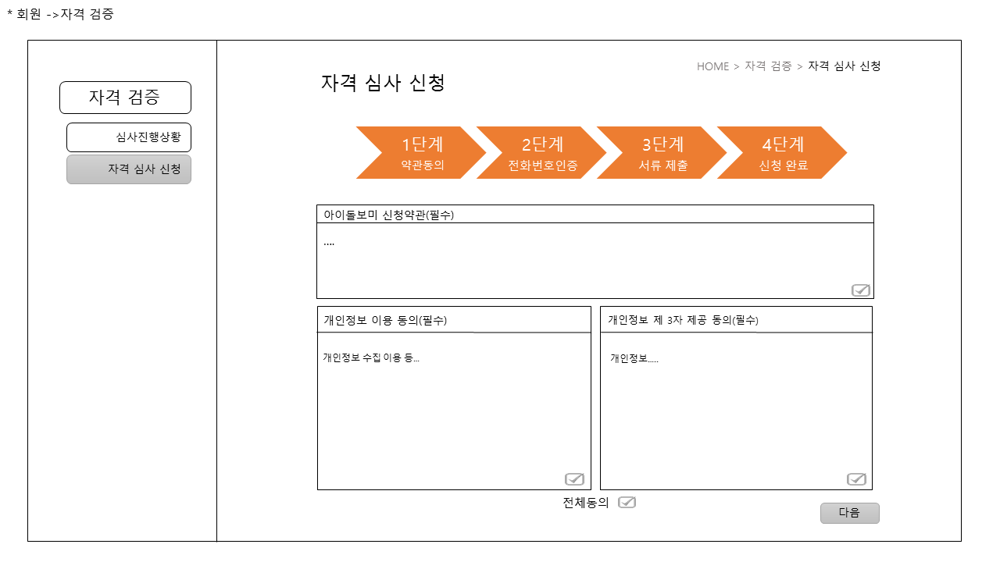 * 회원 ->자격 검증
HOME > 자격 검증 > 자격 심사 신청
자격 검증
심사진행상황
자격 심사 신청
자격 심사 신청
1단계
약관동의
2단계
전화번호인증
3단계
서류 제출
4단계
신청 완료
아이돌보미 신청약관(필수)
....
개인정보 이용 동의(필수)
개인정보 수집 이용 등...
개인정보 제 3자 제공 동의(필수)
개인정보.....
전체동의
다음